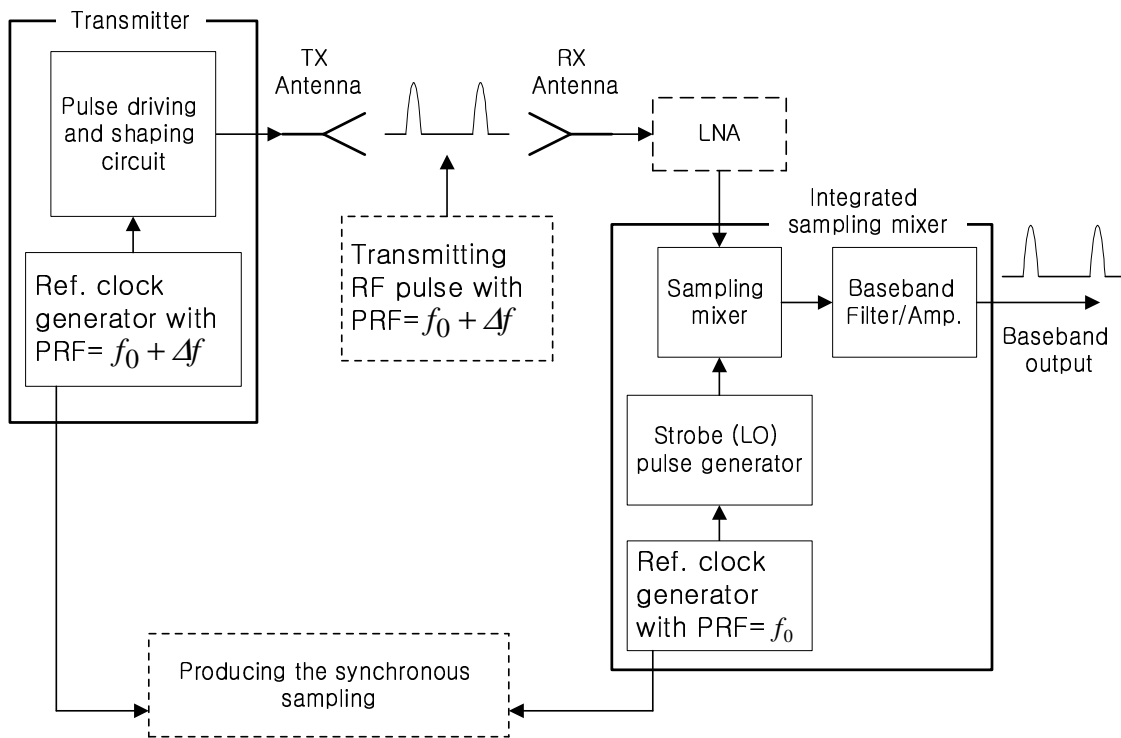 Transmitter
Pulse driving
and shaping
circuit
Ref. clock
generator with
PRF= f₀ + Δf
TX
Antenna
RX
Antenna
Transmitting
RF pulse with
PRF= f₀ + Δf
LNA
Integrated
sampling mixer
Sampling
mixer
Baseband
Filter/Amp.
Baseband
output
Strobe (LO)
pulse generator
Ref. clock
generator
with PRF= f₀
Producing the synchronous
sampling